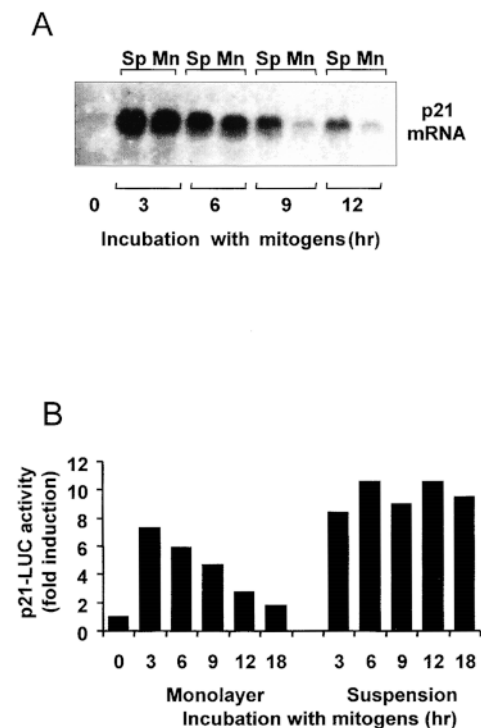 A
Sp Mn Sp Mn Sp Mn Sp Mn
p21
mRNA
0 3 6 9 12
Incubation with mitogens (hr)
B
p21-LUC activity
(fold induction)
12
10
8
6
4
2
0
0 3 6 9 12 18 3 6 9 12 18
Monolayer Suspension
Incubation with mitogens (hr)